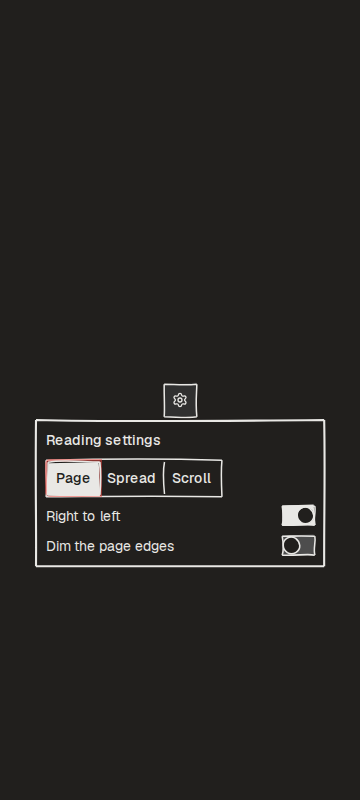 Reading settings
Page Spread Scroll
Right to left
Dim the page edges